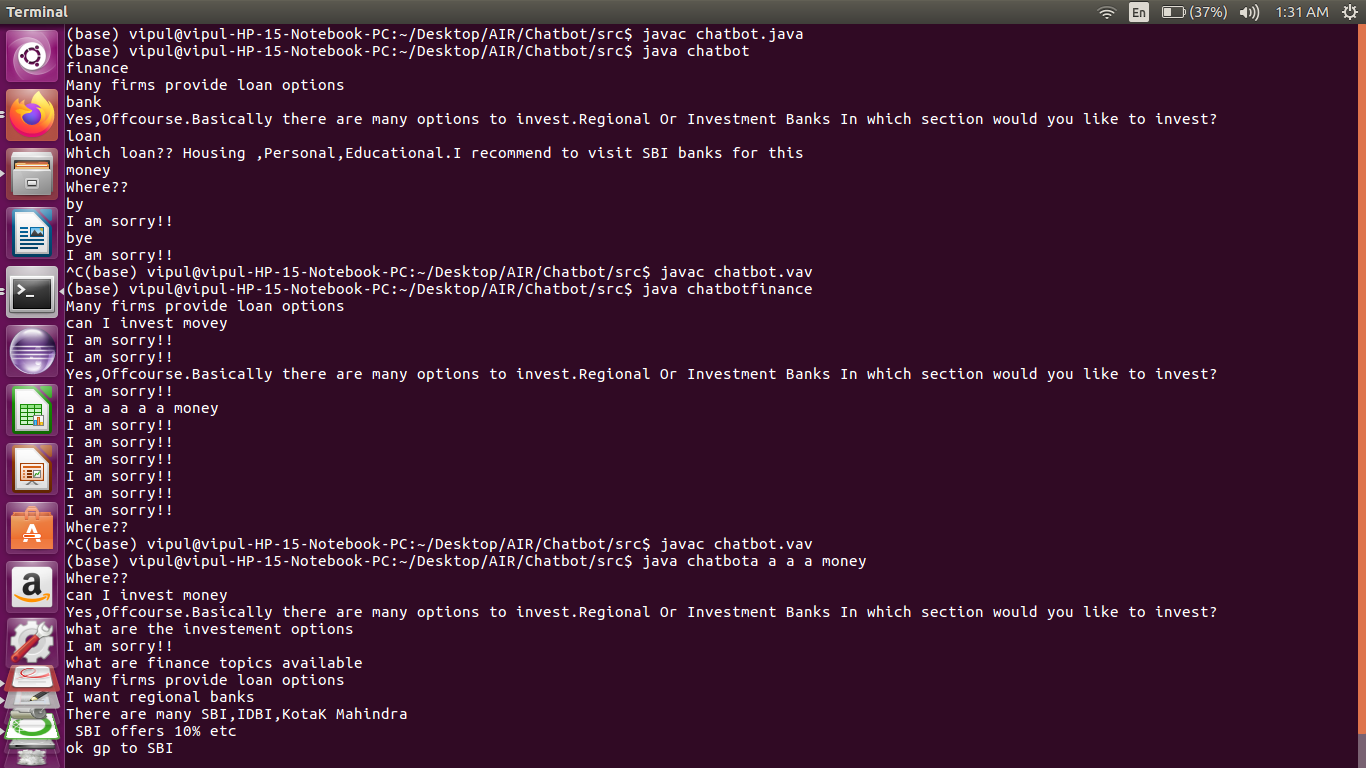 Terminal
En
(37%)
1:31 AM
(base) vipul@vipul-HP-15-Notebook-PC:~/Desktop/AIR/Chatbot/src$ javac chatbot.java
(base) vipul@vipul-HP-15-Notebook-PC:~/Desktop/AIR/Chatbot/src$ java chatbot
finance
Many firms provide loan options
bank
Yes,Offcourse.Basically there are many options to invest.Regional Or Investment Banks In which section would you like to invest?
loan
Which loan?? Housing ,Personal,Educational.I recommend to visit SBI banks for this
money
Where??
by
I am sorry!!
bye
I am sorry!!
^C(base) vipul@vipul-HP-15-Notebook-PC:~/Desktop/AIR/Chatbot/src$ javac chatbot.vav
(base) vipul@vipul-HP-15-Notebook-PC:~/Desktop/AIR/Chatbot/src$ java chatbotfinance
Many firms provide loan options
can I invest movey
I am sorry!!
I am sorry!!
Yes,Offcourse.Basically there are many options to invest.Regional Or Investment Banks In which section would you like to invest?
I am sorry!!
a a a a a a money
I am sorry!!
I am sorry!!
I am sorry!!
I am sorry!!
I am sorry!!
I am sorry!!
Where??
^C(base) vipul@vipul-HP-15-Notebook-PC:~/Desktop/AIR/Chatbot/src$ javac chatbot.vav
(base) vipul@vipul-HP-15-Notebook-PC:~/Desktop/AIR/Chatbot/src$ java chatbota a a a money
Where??
can I invest money
Yes,Offcourse.Basically there are many options to invest.Regional Or Investment Banks In which section would you like to invest?
what are the investement options
I am sorry!!
what are finance topics available
Many firms provide loan options
I want regional banks
There are many SBI,IDBI,KotaK Mahindra
 SBI offers 10% etc
ok gp to SBI